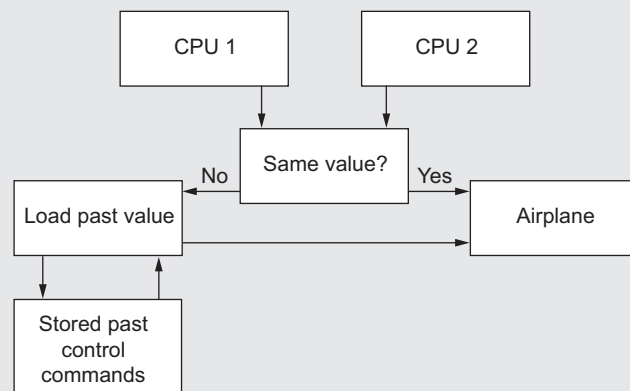 CPU 1
CPU 2
Same value?
No
Yes
Load past value
Airplane
Stored past
control
commands